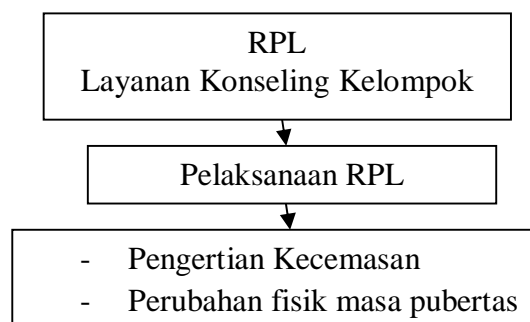 RPL
Layanan Konseling Kelompok
Pelaksanaan RPL
- Pengertian Kecemasan
- Perubahan fisik masa pubertas